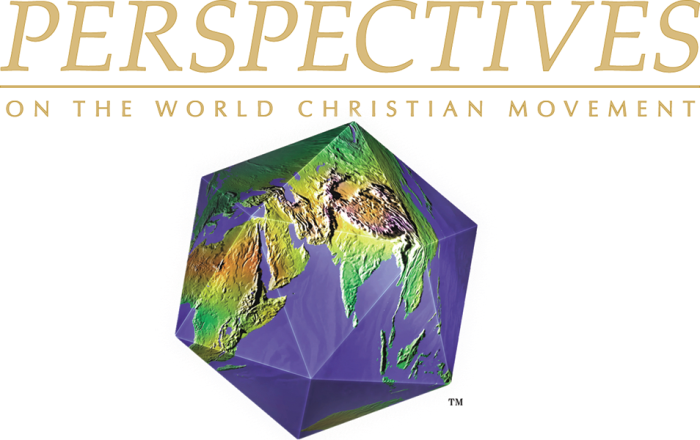 PERSPECTIVES
ON THE WORLD CHRISTIAN MOVEMENT
TM